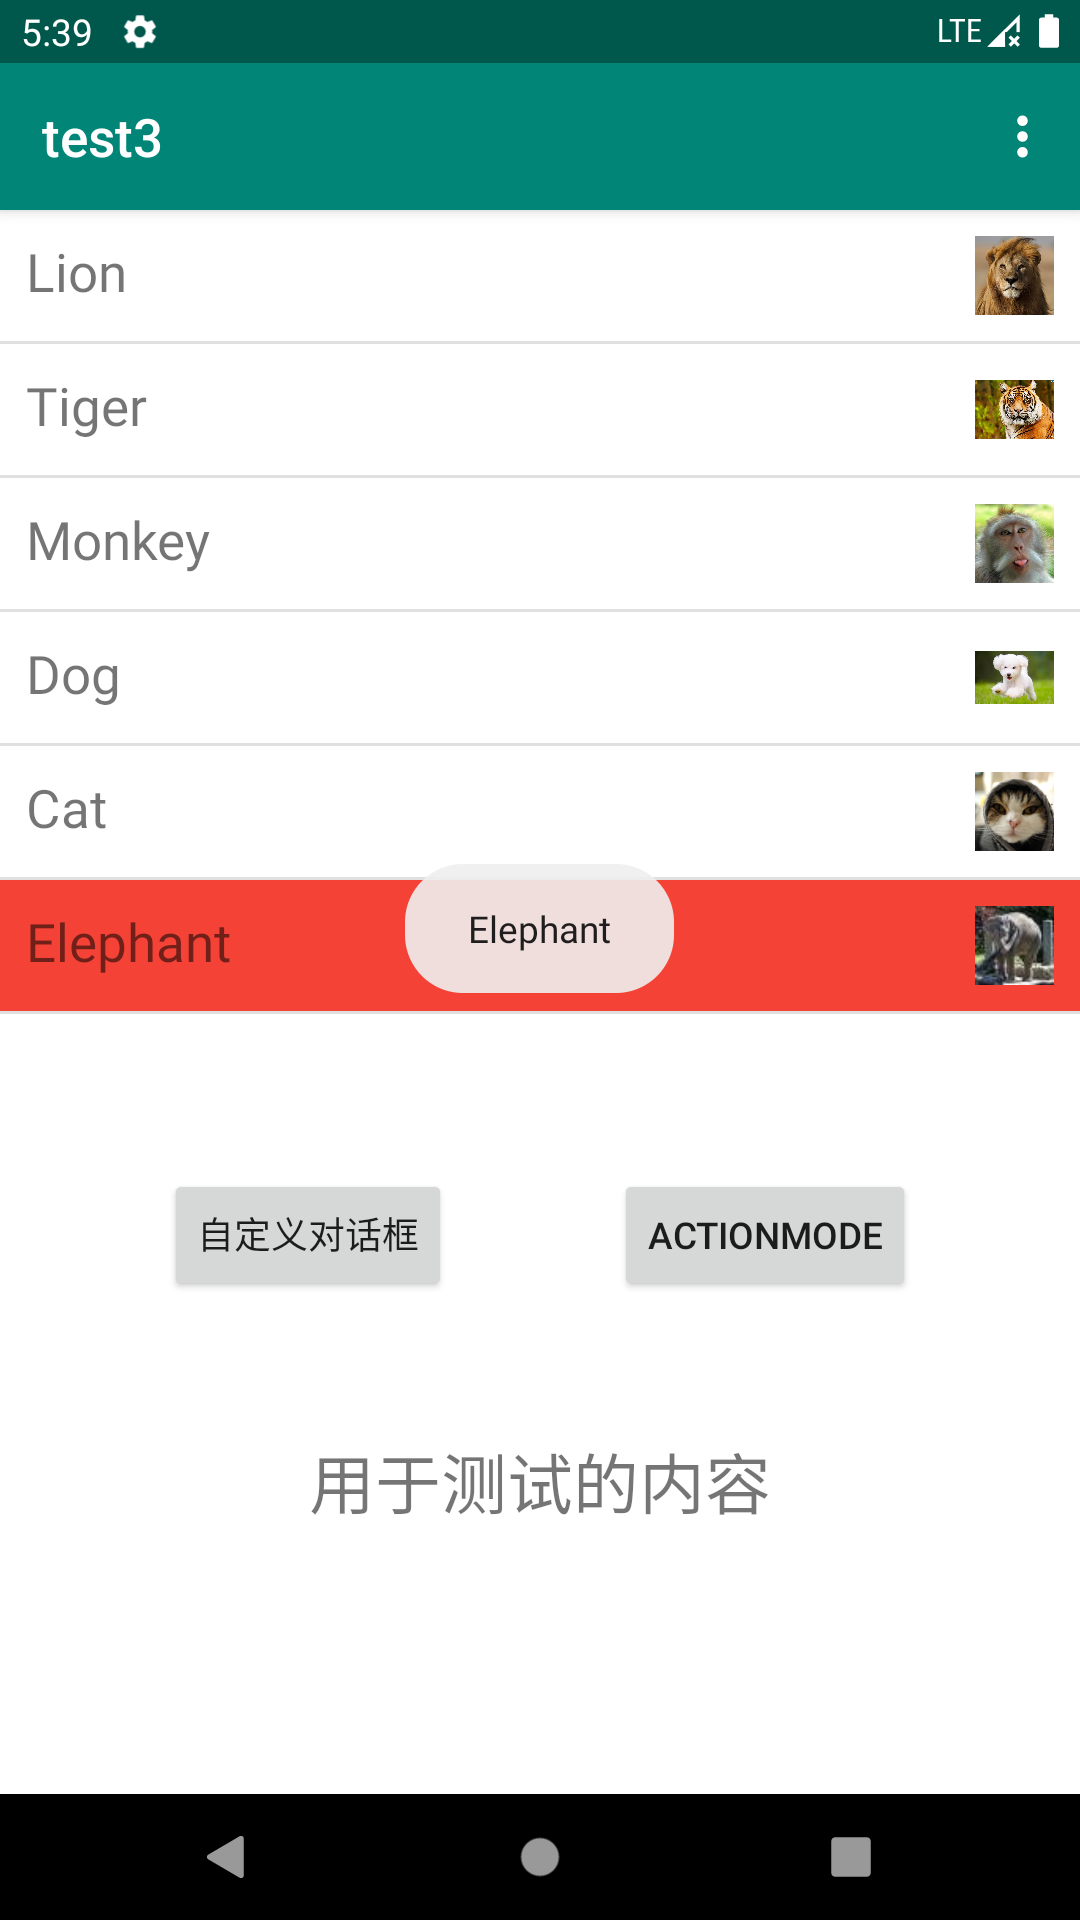 5:39 LTE
test3
Lion
Tiger
Monkey
Dog
Cat
Elephant
Elephant
自定义对话框 ACTIONMODE
用于测试的内容